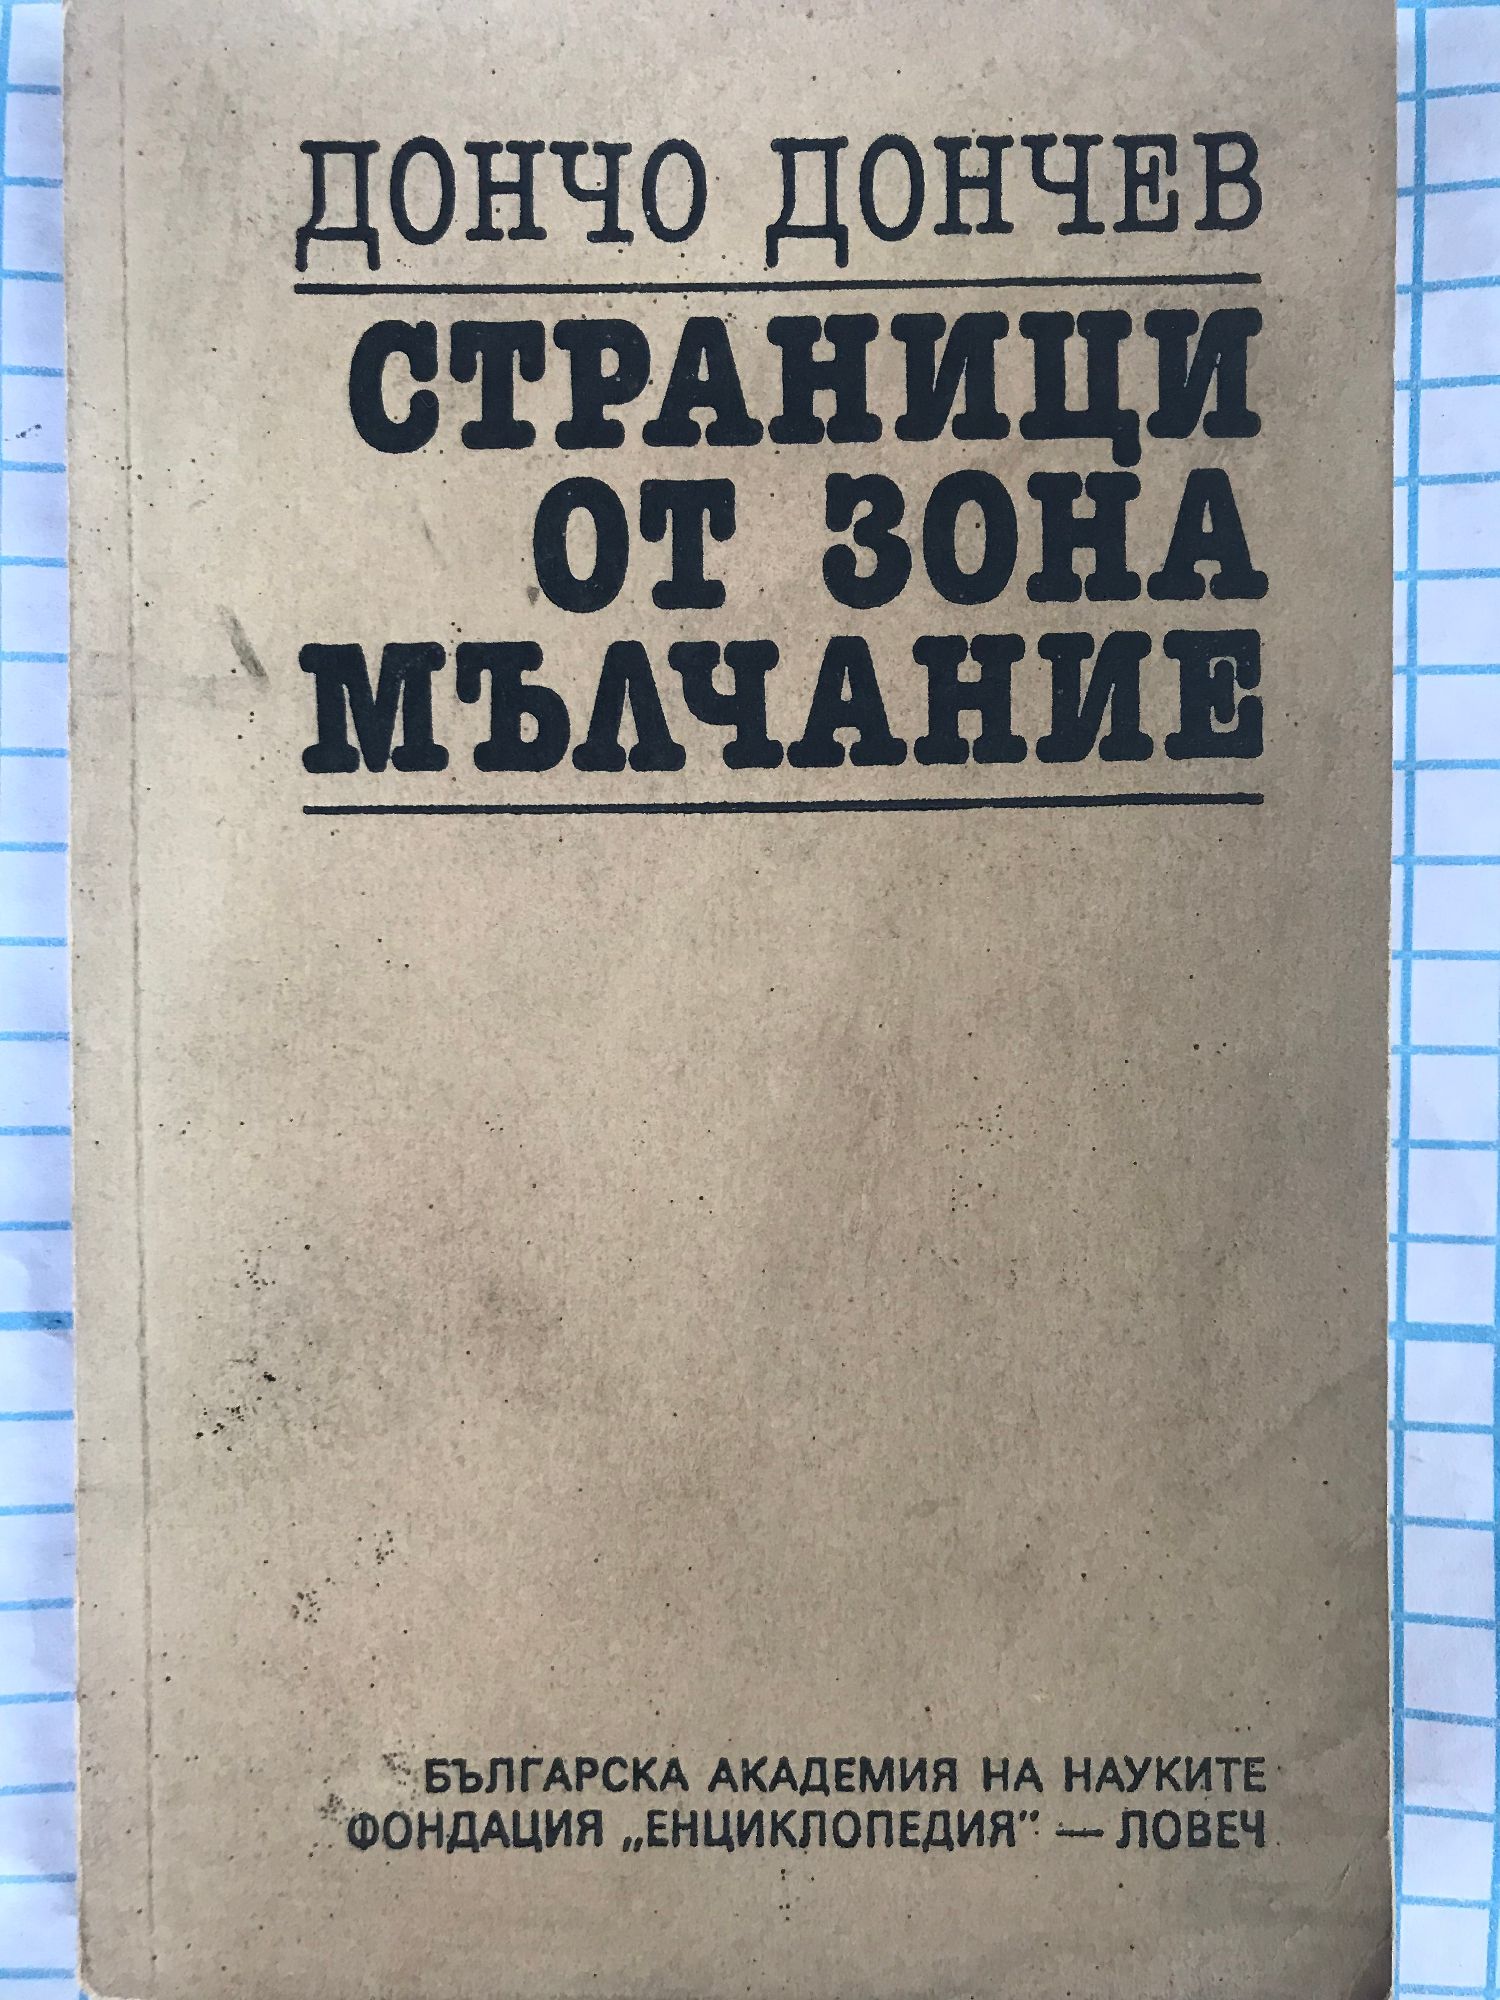 ДОНЧО ДОНЧЕВ
СТРАНИЦИ
ОТ ЗОНА
МЪЛЧАНИЕ
БЪЛГАРСКА АКАДЕМИЯ НА НАУКИТЕ
ФОНДАЦИЯ „ЕНЦИКЛОПЕДИЯ" — ЛОВЕЧ